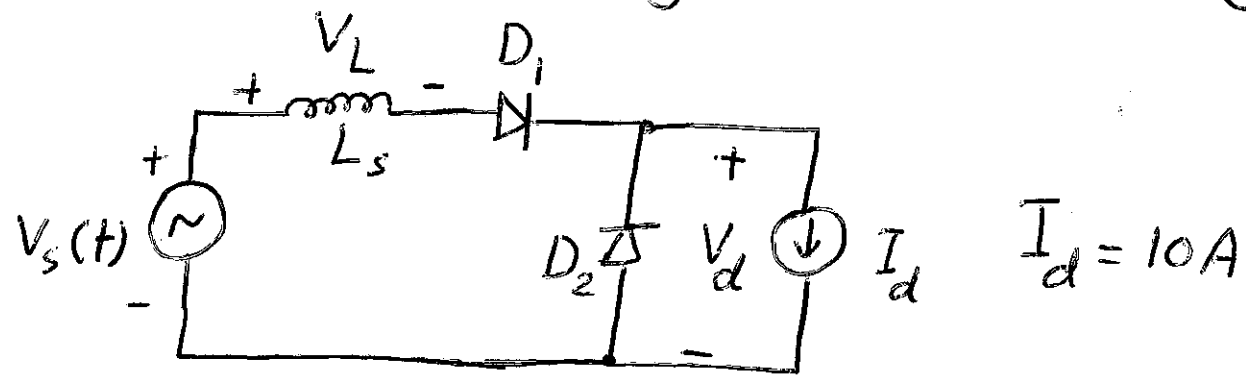 V_L
D_1
+
-
L_s
+
V_s(t)
-
D_2
+
V_d
-
I_d
I_d = 10A